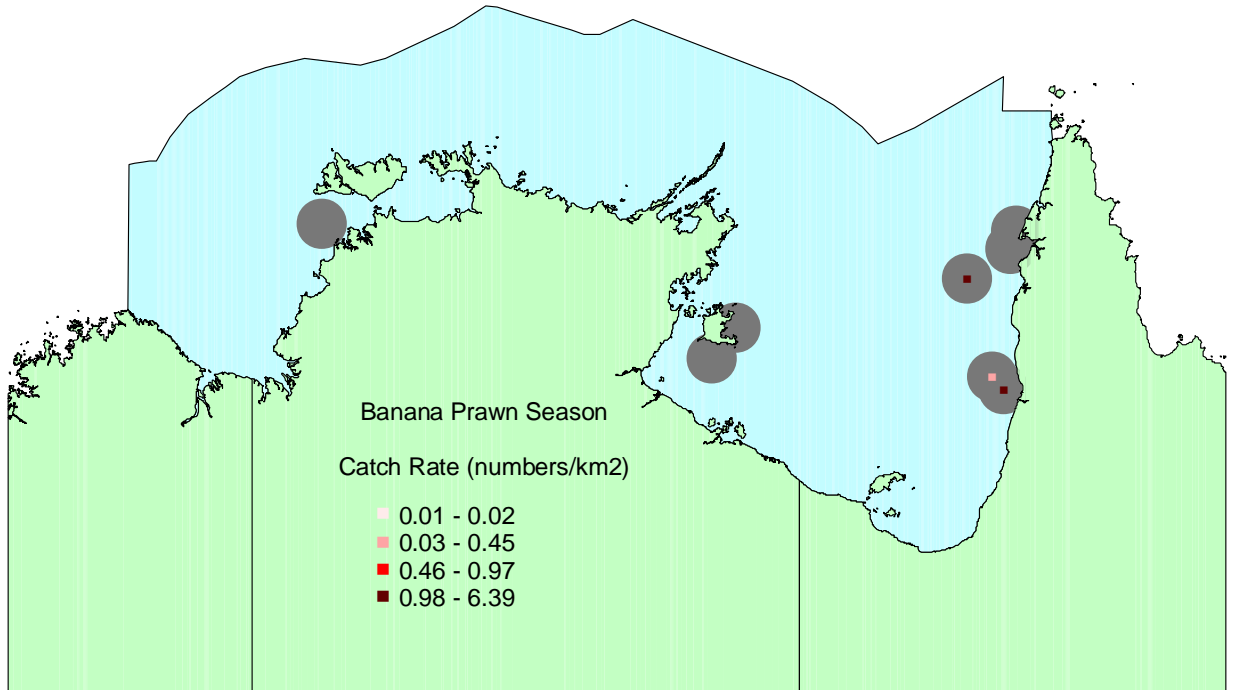 Banana Prawn Season
Catch Rate (numbers/km2)
0.01 - 0.02
0.03 - 0.45
0.46 - 0.97
0.98 - 6.39